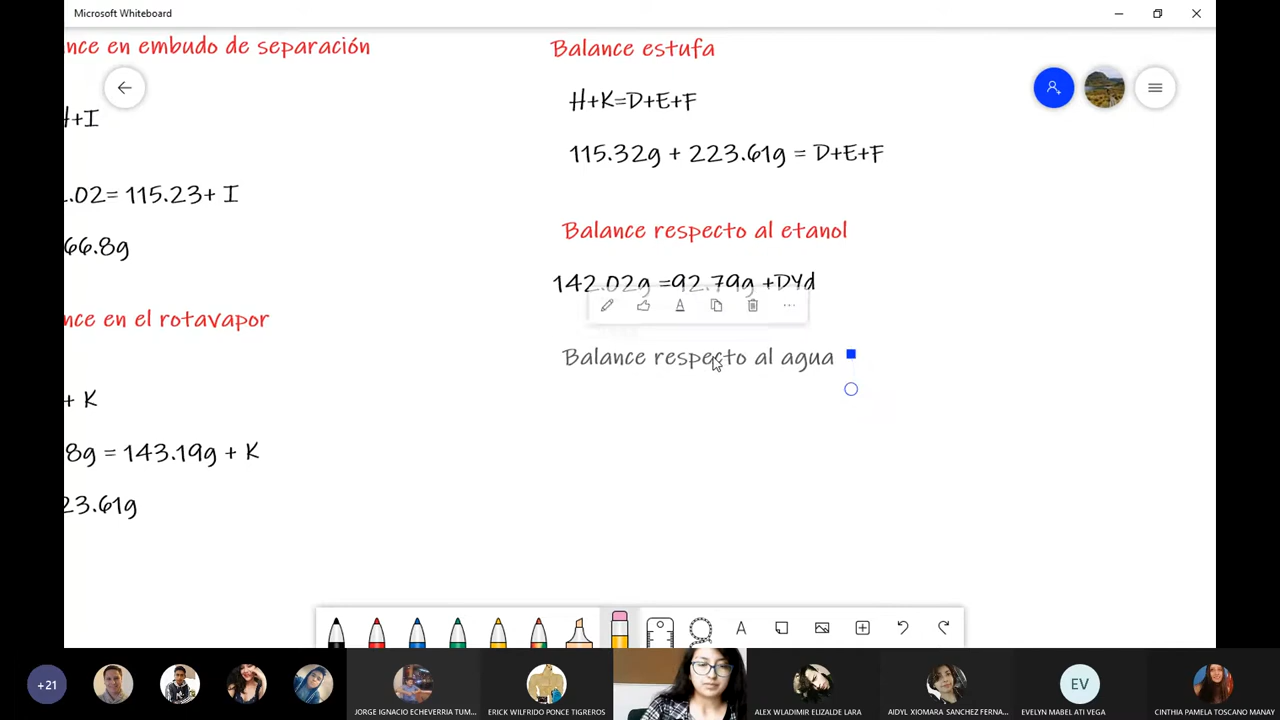 Microsoft Whiteboard
nce en embudo de separación
H+I
.02= 115.23+ I
66.8g
nce en el rotavapor
+ K
8g = 143.19g + K
23.61g
Balance estufa
H+K=D+E+F
115.32g + 223.61g = D+E+F
Balance respecto al etanol
142.02g =92.79g +DYd
Balance respecto al agua
A
+21
JORGE IGNACIO ECHEVERRIA TUM...
ERICK WILFRIDO PONCE TIGREROS
ALEX WLADIMIR ELIZALDE LARA
AIDYL XIOMARA SANCHEZ FERNA...
EV
EVELYN MABEL ATI VEGA
CINTHIA PAMELA TOSCANO MANAY